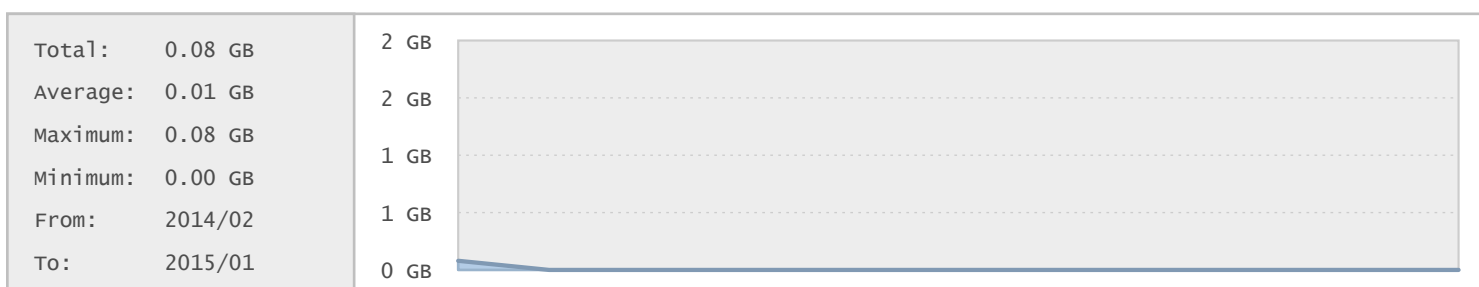 Total: 0.08 GB
Average: 0.01 GB
Maximum: 0.08 GB
Minimum: 0.00 GB
From: 2014/02
To: 2015/01
2 GB
2 GB
1 GB
1 GB
0 GB